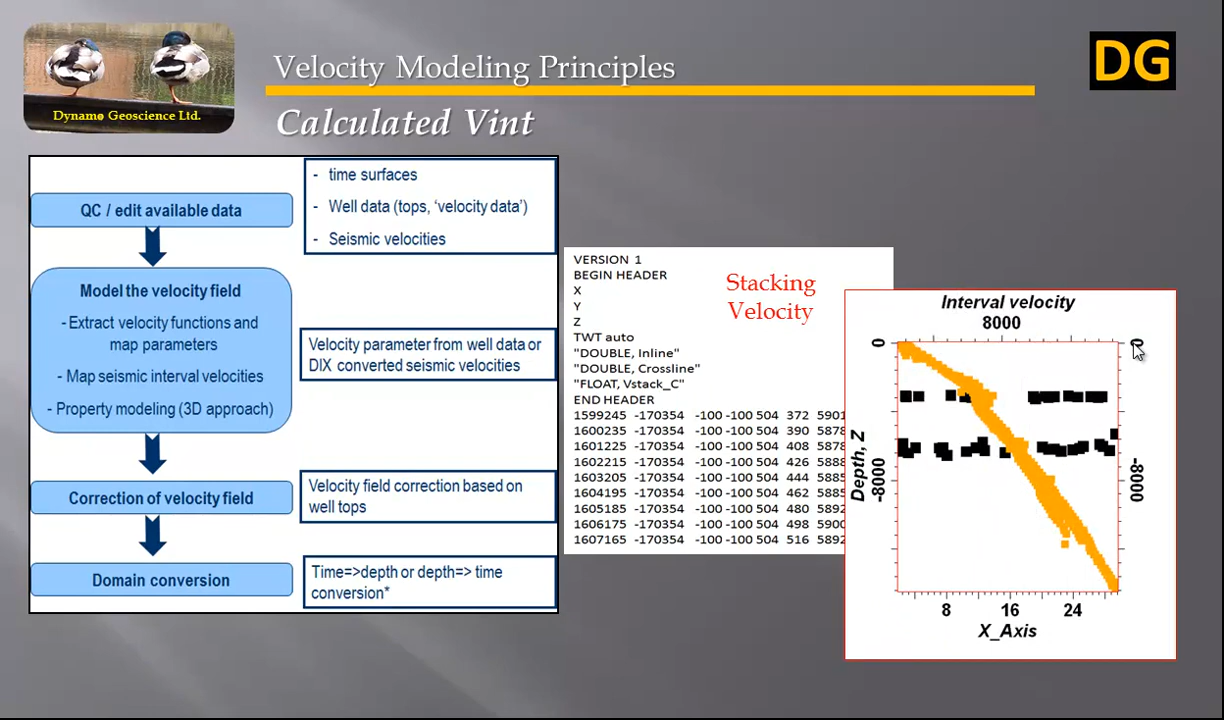 Dynamo Geoscience Ltd.
Velocity Modeling Principles
DG
Calculated Vint
QC / edit available data
- time surfaces
- Well data (tops, ‘velocity data’)
- Seismic velocities
Model the velocity field
- Extract velocity functions and
map parameters
- Map seismic interval velocities
- Property modeling (3D approach)
Velocity parameter from well data or
DIX converted seismic velocities
Correction of velocity field
Velocity field correction based on
well tops
Domain conversion
Time=>depth or depth=> time
conversion*
VERSION 1
BEGIN HEADER
X
Y
Z
TWT auto
"DOUBLE, Inline"
"DOUBLE, Crossline"
"FLOAT, Vstack_C"
END HEADER
1599245 -170354 -100 -100 504 372 5901
1600235 -170354 -100 -100 504 390 5878
1601225 -170354 -100 -100 504 408 5878
1602215 -170354 -100 -100 504 426 5888
1603205 -170354 -100 -100 504 444 5885
1604195 -170354 -100 -100 504 462 5885
1605185 -170354 -100 -100 504 480 5892
1606175 -170354 -100 -100 504 498 5900
1607165 -170354 -100 -100 504 516 5892
Stacking
Velocity
Interval velocity
8000
0
0
Depth, Z
-8000
-8000
8 16 24
X_Axis